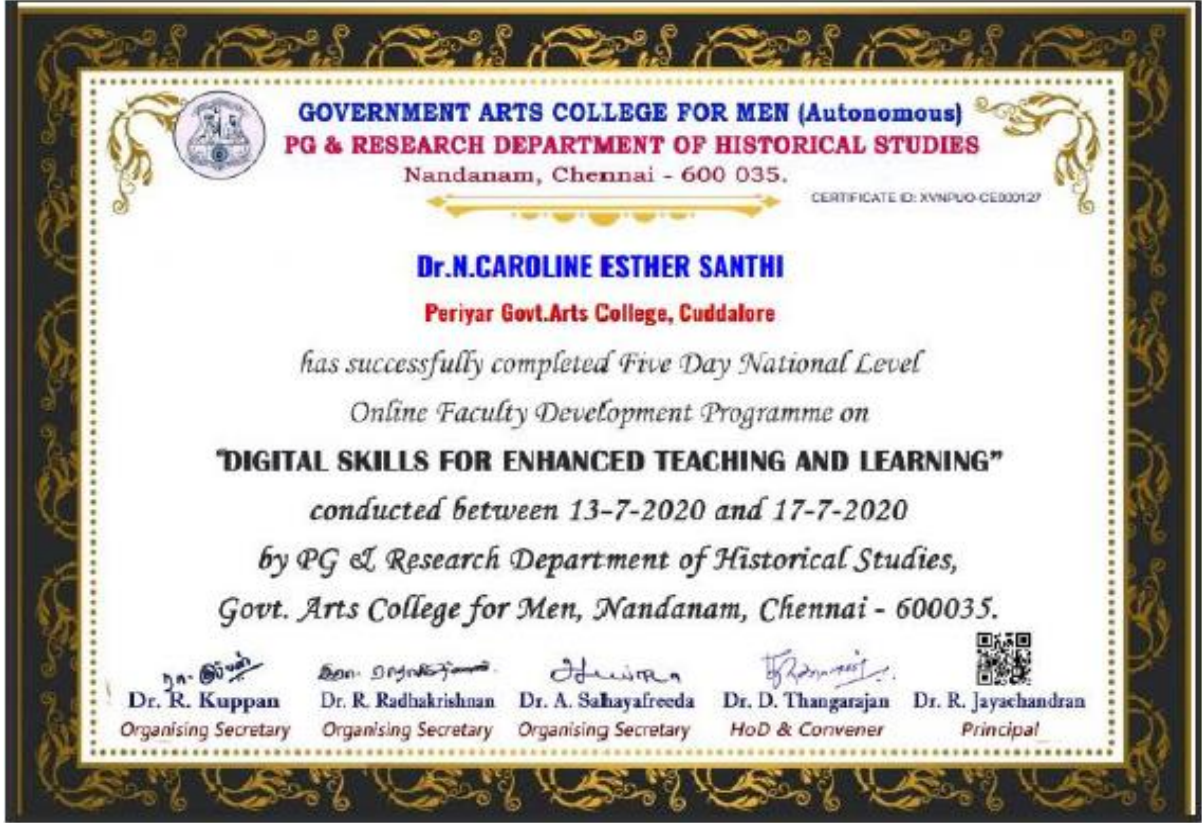 GOVERNMENT ARTS COLLEGE FOR MEN (Autonomous)
PG & RESEARCH DEPARTMENT OF HISTORICAL STUDIES
Nandanam, Chennai - 600 035.
CERTIFICATE ID: XVNPUO-CE000127
Dr.N.CAROLINE ESTHER SANTHI
Periyar Govt.Arts College, Cuddalore
has successfully completed Five Day National Level
Online Faculty Development Programme on
"DIGITAL SKILLS FOR ENHANCED TEACHING AND LEARNING"
conducted between 13-7-2020 and 17-7-2020
by PG & Research Department of Historical Studies,
Govt. Arts College for Men, Nandanam, Chennai - 600035.
Dr. R. Kuppan Dr. R. Radhakrishnan Dr. A. Sahayafreeda Dr. D. Thangarajan Dr. R. Jayachandran
Organising Secretary Organising Secretary Organising Secretary HoD & Convener Principal